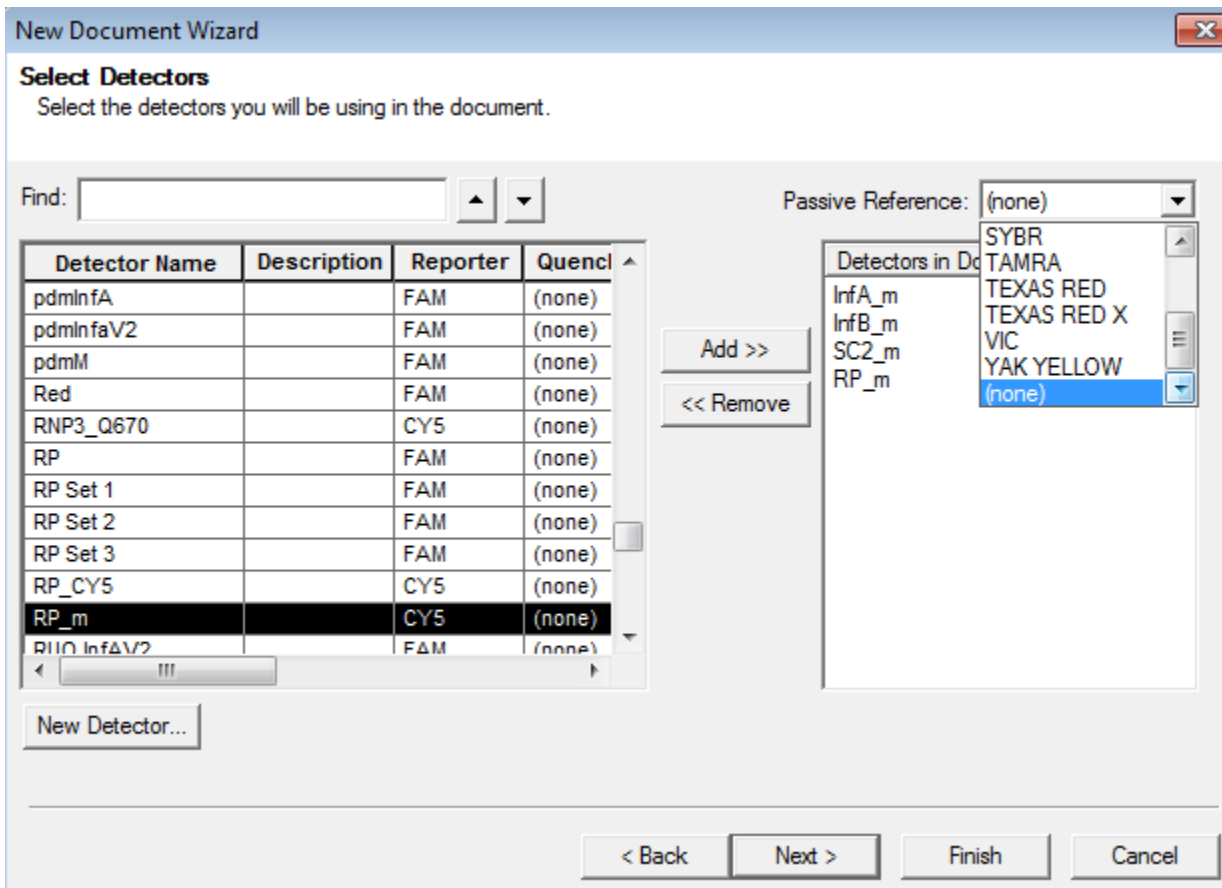 New Document Wizard
Select Detectors
Select the detectors you will be using in the document.
Find:
Passive Reference: (none)
Detector Name Description Reporter Quencl
pdmInfA FAM (none)
pdmInfaV2 FAM (none)
pdmM FAM (none)
Red FAM (none)
RNP3_Q670 CY5 (none)
RP FAM (none)
RP Set 1 FAM (none)
RP Set 2 FAM (none)
RP Set 3 FAM (none)
RP_CY5 CY5 (none)
RP_m CY5 (none)
RUO InfAV2 FAM (none)
Add >>
<< Remove
Detectors in Do
InfA_m
InfB_m
SC2_m
RP_m
SYBR
TAMRA
TEXAS RED
TEXAS RED X
VIC
YAK YELLOW
(none)
New Detector...
< Back Next > Finish Cancel